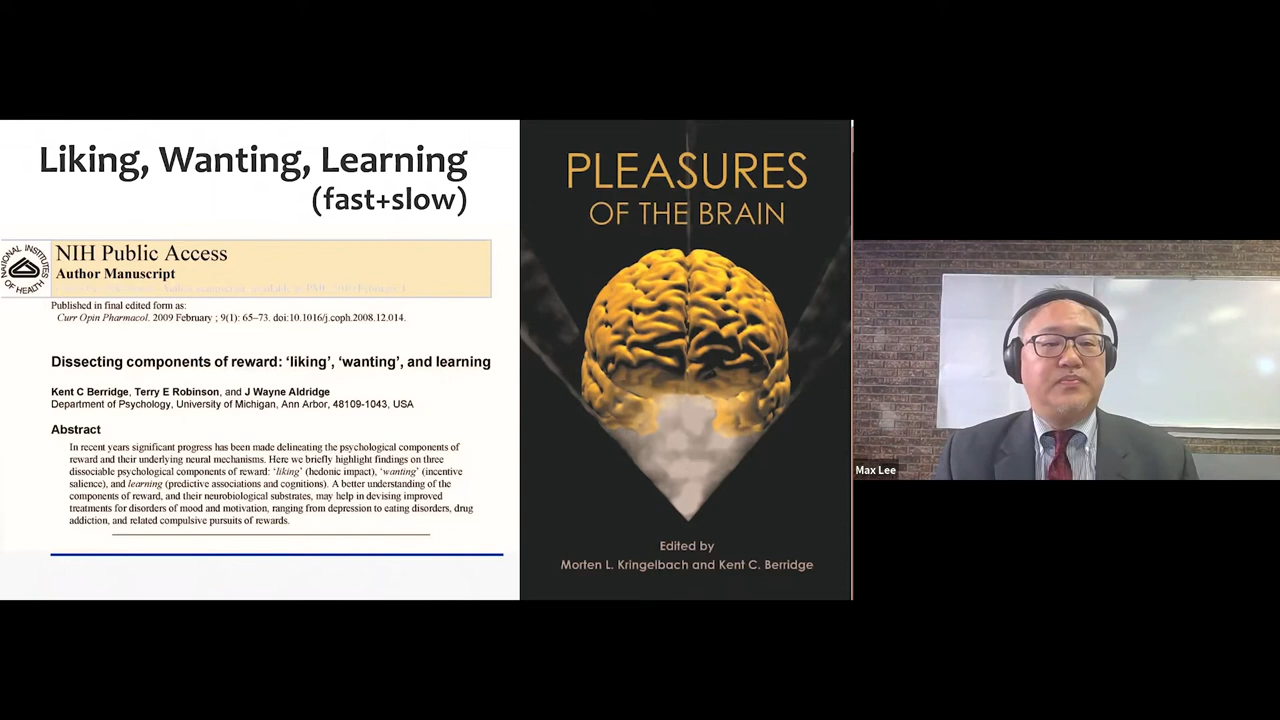 Liking, Wanting, Learning
(fast+slow)
NATIONAL INSTITUTES OF HEALTH
NIH Public Access
Author Manuscript
Published in final edited form as:
Curr Opin Pharmacol. 2009 February ; 9(1): 65–73. doi:10.1016/j.coph.2008.12.014.
Dissecting components of reward: ‘liking’, ‘wanting’, and learning
Kent C Berridge, Terry E Robinson, and J Wayne Aldridge
Department of Psychology, University of Michigan, Ann Arbor, 48109-1043, USA
Abstract
In recent years significant progress has been made delineating the psychological components of
reward and their underlying neural mechanisms. Here we briefly highlight findings on three
dissociable psychological components of reward: ‘liking’ (hedonic impact), ‘wanting’ (incentive
salience), and learning (predictive associations and cognitions). A better understanding of the
components of reward, and their neurobiological substrates, may help in devising improved
treatments for disorders of mood and motivation, ranging from depression to eating disorders, drug
addiction, and related compulsive pursuits of rewards.
PLEASURES
OF THE BRAIN
Edited by
Morten L. Kringelbach and Kent C. Berridge
Max Lee